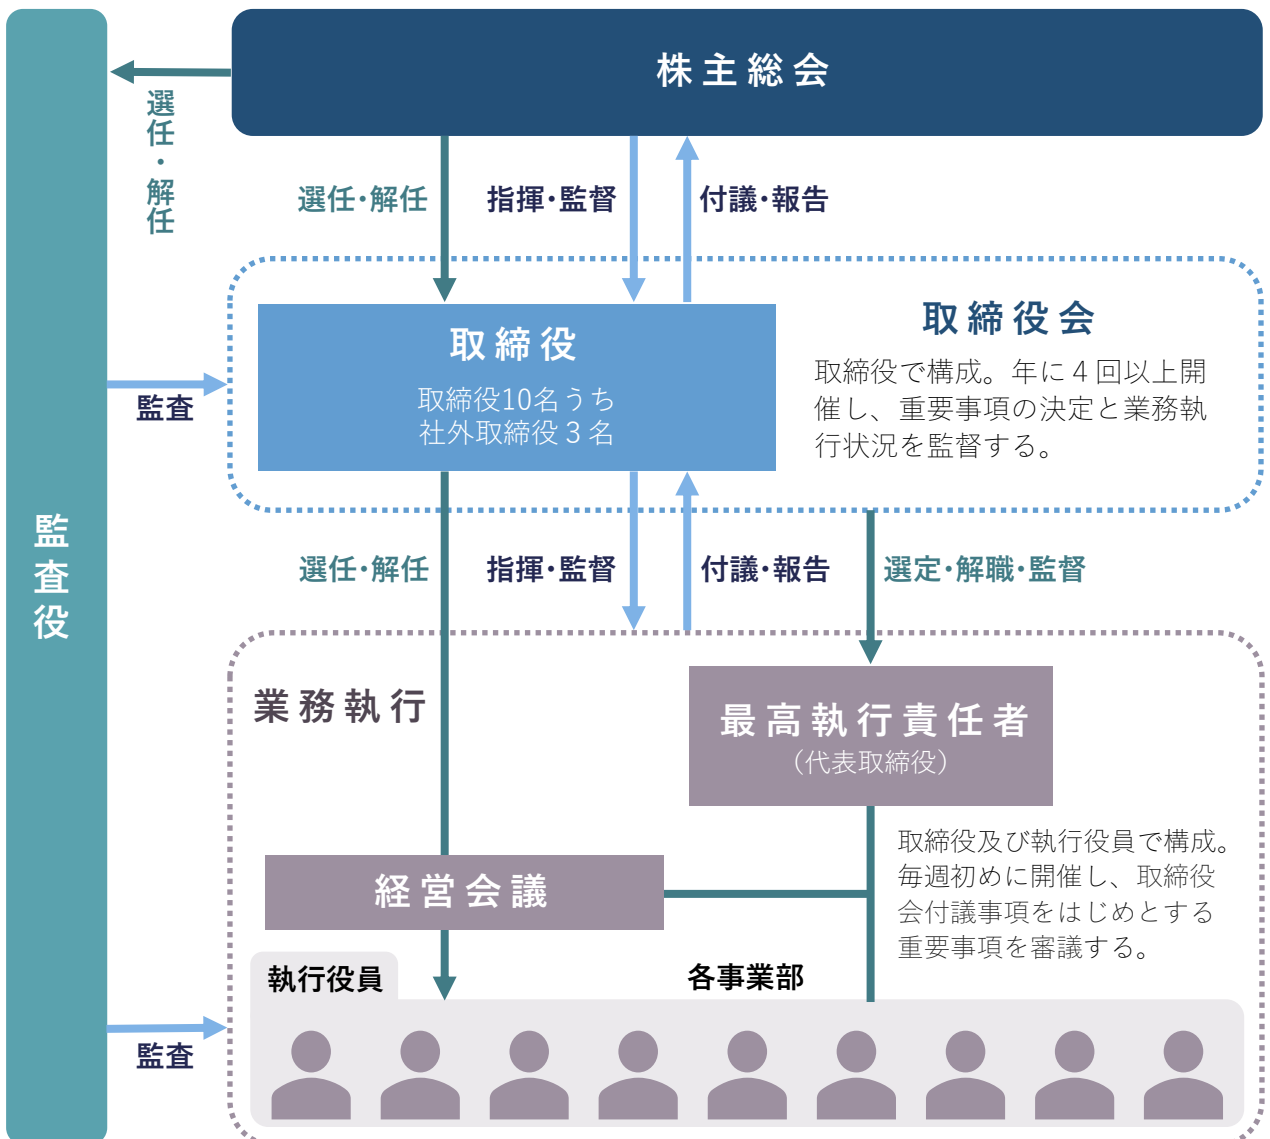 株主総会
選任・解任
選任・解任
指揮・監督
付議・報告
取締役
取締役10名うち
社外取締役３名
取締役会
取締役で構成。年に４回以上開
催し、重要事項の決定と業務執
行状況を監督する。
監査
監査役
選任・解任
指揮・監督
付議・報告
選定・解職・監督
業務執行
最高執行責任者
（代表取締役）
取締役及び執行役員で構成。
毎週初めに開催し、取締役
会付議事項をはじめとする
重要事項を審議する。
経営会議
執行役員
各事業部
監査